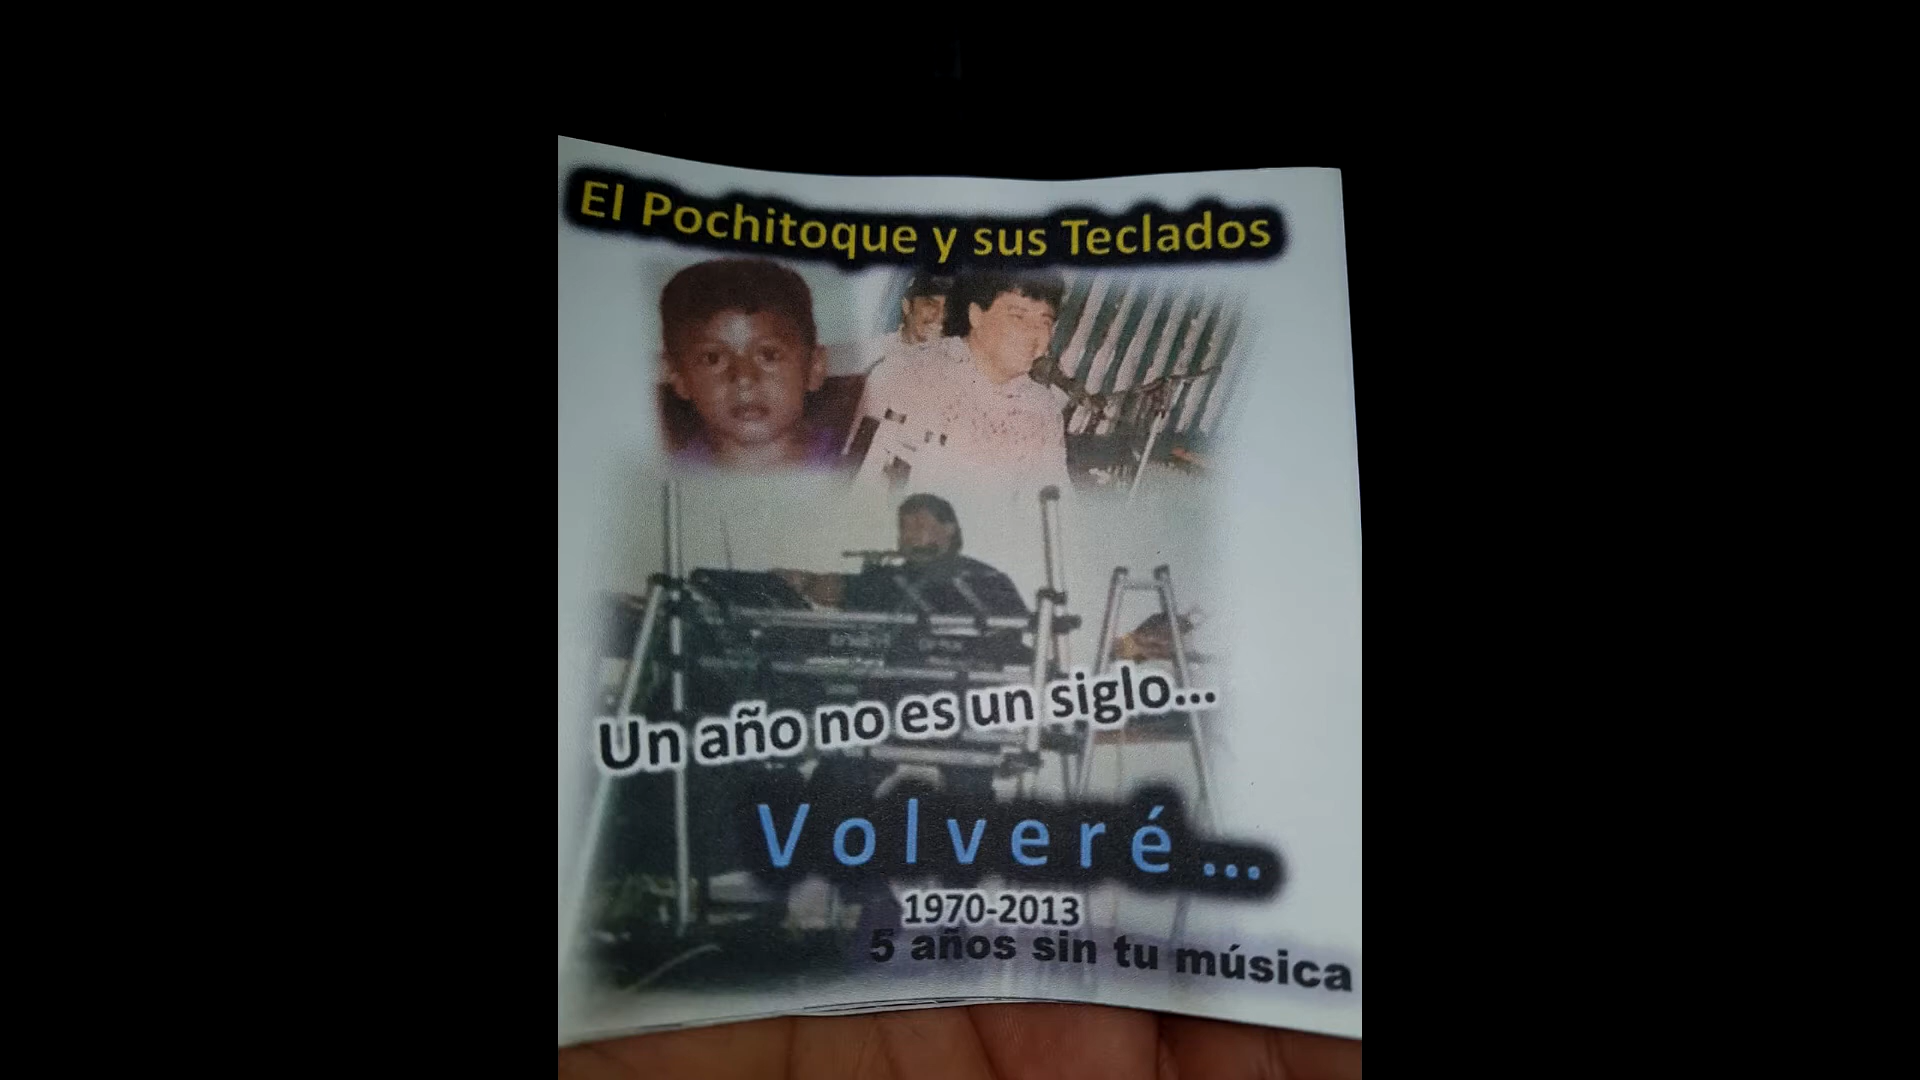 El Pochitoque y sus Teclados
Un año no es un siglo...
Volveré...
1970-2013
5 años sin tu música